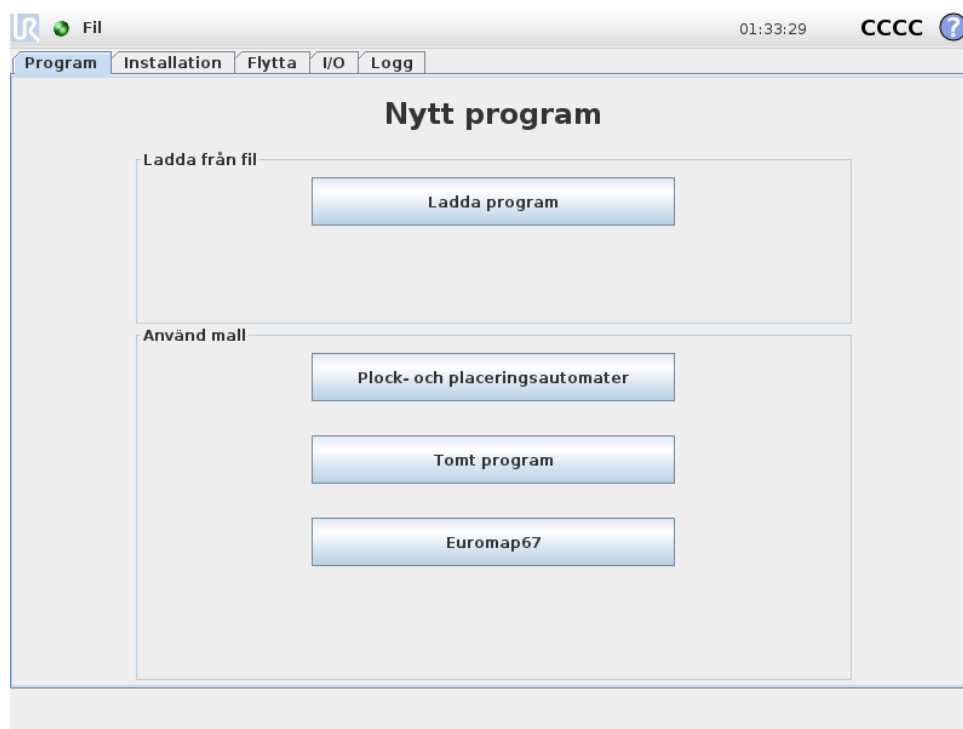 UR Fil 01:33:29 CCCC ?
Program Installation Flytta I/O Logg
Nytt program
Ladda från fil
Ladda program
Använd mall
Plock- och placeringsautomater
Tomt program
Euromap67